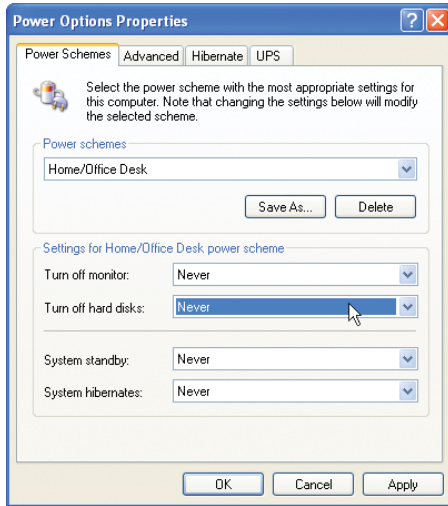 Power Options Properties
Power Schemes Advanced Hibernate UPS
Select the power scheme with the most appropriate settings for
this computer. Note that changing the settings below will modify
the selected scheme.
Power schemes
Home/Office Desk
Save As... Delete
Settings for Home/Office Desk power scheme
Turn off monitor: Never
Turn off hard disks: Never
System standby: Never
System hibernates: Never
OK Cancel Apply